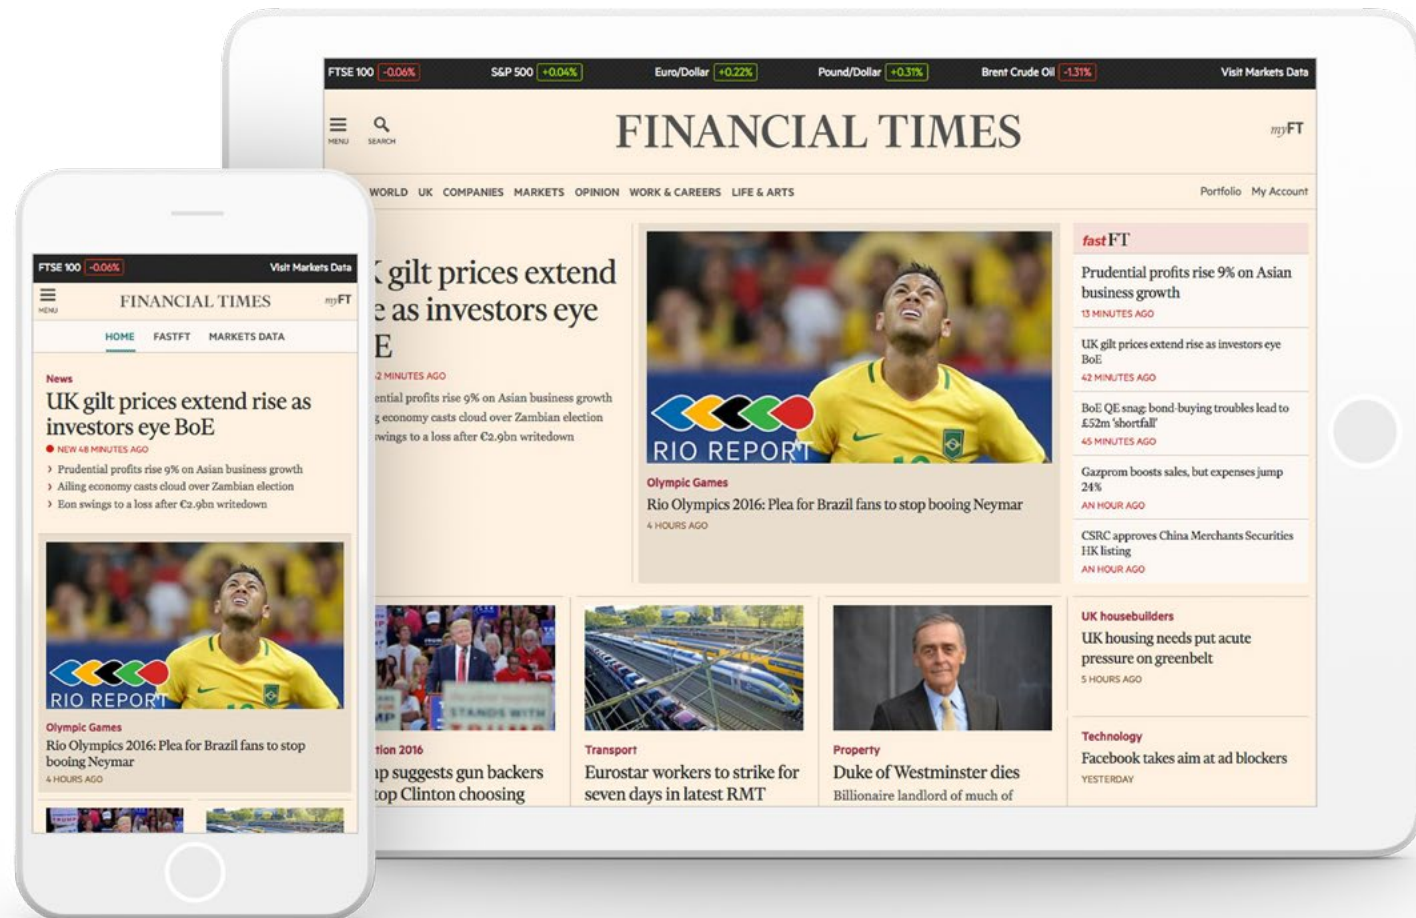 FTSE 100 -0.06% S&P 500 +0.04% Euro/Dollar +0.22% Pound/Dollar +0.31% Brent Crude Oil -1.31% Visit Markets Data
MENU SEARCH
FINANCIAL TIMES
myFT
WORLD UK COMPANIES MARKETS OPINION WORK & CAREERS LIFE & ARTS
Portfolio My Account
gilt prices extend
as investors eye
2 MINUTES AGO
ential profits rise 9% on Asian business growth
g economy casts cloud over Zambian election
wings to a loss after €2.9bn writedown
RIO REPORT
Olympic Games
Rio Olympics 2016: Plea for Brazil fans to stop booing Neymar
4 HOURS AGO
fastFT
Prudential profits rise 9% on Asian
business growth
13 MINUTES AGO
UK gilt prices extend rise as investors eye
BoE
42 MINUTES AGO
BoE QE snag: bond-buying troubles lead to
£52m 'shortfall'
45 MINUTES AGO
Gazprom boosts sales, but expenses jump
24%
AN HOUR AGO
CSRC approves China Merchants Securities
HK listing
AN HOUR AGO
STANDS WITH
TRUMP
tion 2016
np suggests gun backers
top Clinton choosing
Transport
Eurostar workers to strike for
seven days in latest RMT
Property
Duke of Westminster dies
Billionaire landlord of much of
UK housebuilders
UK housing needs put acute
pressure on greenbelt
5 HOURS AGO
Technology
Facebook takes aim at ad blockers
YESTERDAY
FTSE 100 -0.06% Visit Markets Data
MENU
FINANCIAL TIMES
myFT
HOME FASTFT MARKETS DATA
News
UK gilt prices extend rise as
investors eye BoE
NEW 48 MINUTES AGO
› Prudential profits rise 9% on Asian business growth
› Ailing economy casts cloud over Zambian election
› Eon swings to a loss after €2.9bn writedown
RIO REPORT
Olympic Games
Rio Olympics 2016: Plea for Brazil fans to stop
booing Neymar
4 HOURS AGO
TRUMP